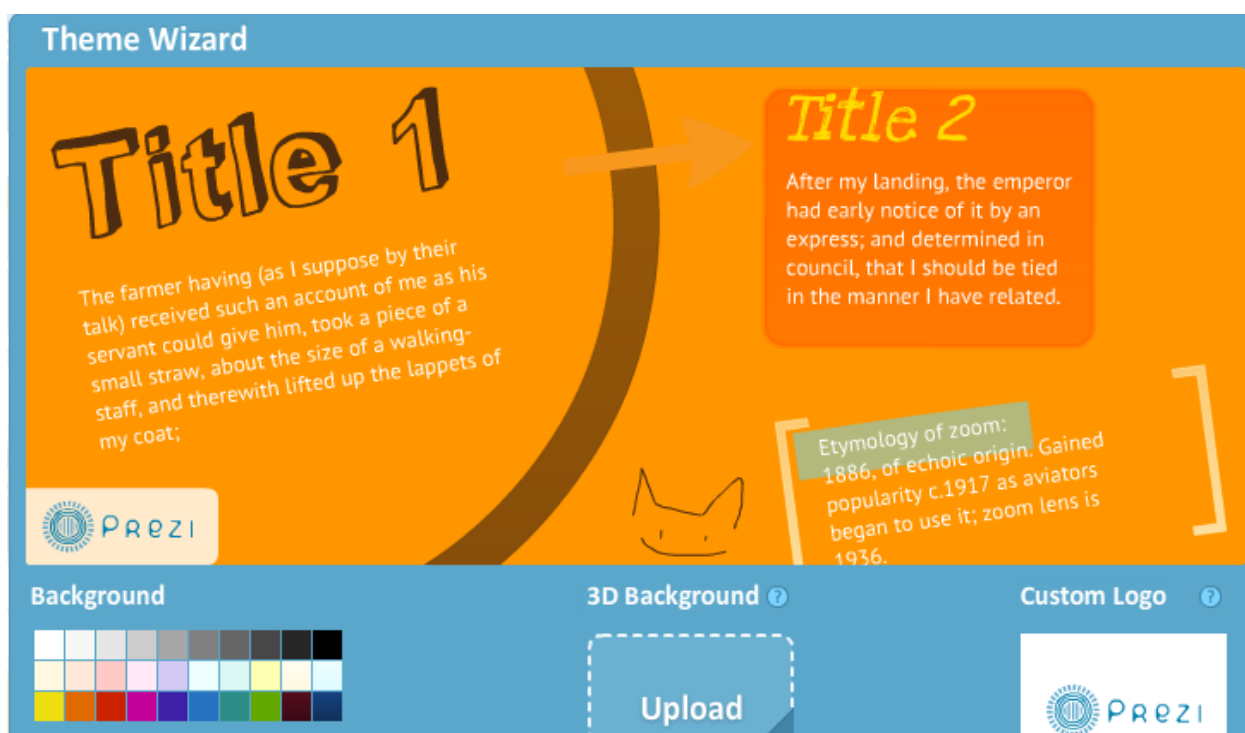 Theme Wizard
Title 1
The farmer having (as I suppose by their
talk) received such an account of me as his
servant could give him, took a piece of a
small straw, about the size of a walking-
staff, and therewith lifted up the lappets of
my coat;
Title 2
After my landing, the emperor
had early notice of it by an
express; and determined in
council, that I should be tied
in the manner I have related.
Etymology of zoom:
1886, of echoic origin. Gained
popularity c.1917 as aviators
began to use it; zoom lens is
1936.
PReZI
Background
3D Background ?
Custom Logo ?
Upload
PReZI